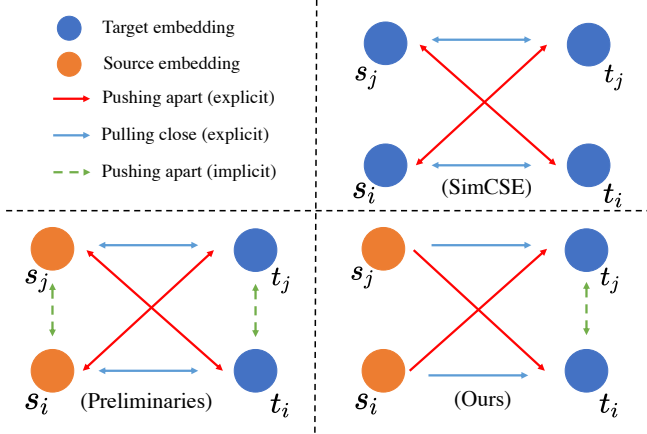 Target embedding
Source embedding
Pushing apart (explicit)
Pulling close (explicit)
Pushing apart (implicit)
s_j t_j
s_i (SimCSE) t_i
s_j t_j
s_i (Preliminaries) t_i
s_j t_j
s_i (Ours) t_i